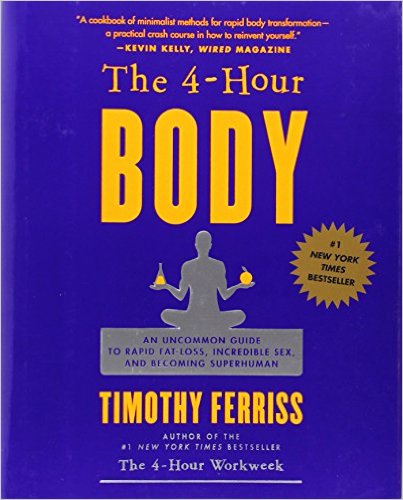 "A cookbook of minimalist methods for rapid body transformation—
a practical crash course in how to reinvent yourself."
—KEVIN KELLY, WIRED MAGAZINE
The 4-Hour
BODY
#1
NEW YORK
TIMES
BESTSELLER
AN UNCOMMON GUIDE
TO RAPID FAT-LOSS, INCREDIBLE SEX,
AND BECOMING SUPERHUMAN
TIMOTHY FERRISS
AUTHOR OF THE
#1 NEW YORK TIMES BESTSELLER
The 4-Hour Workweek